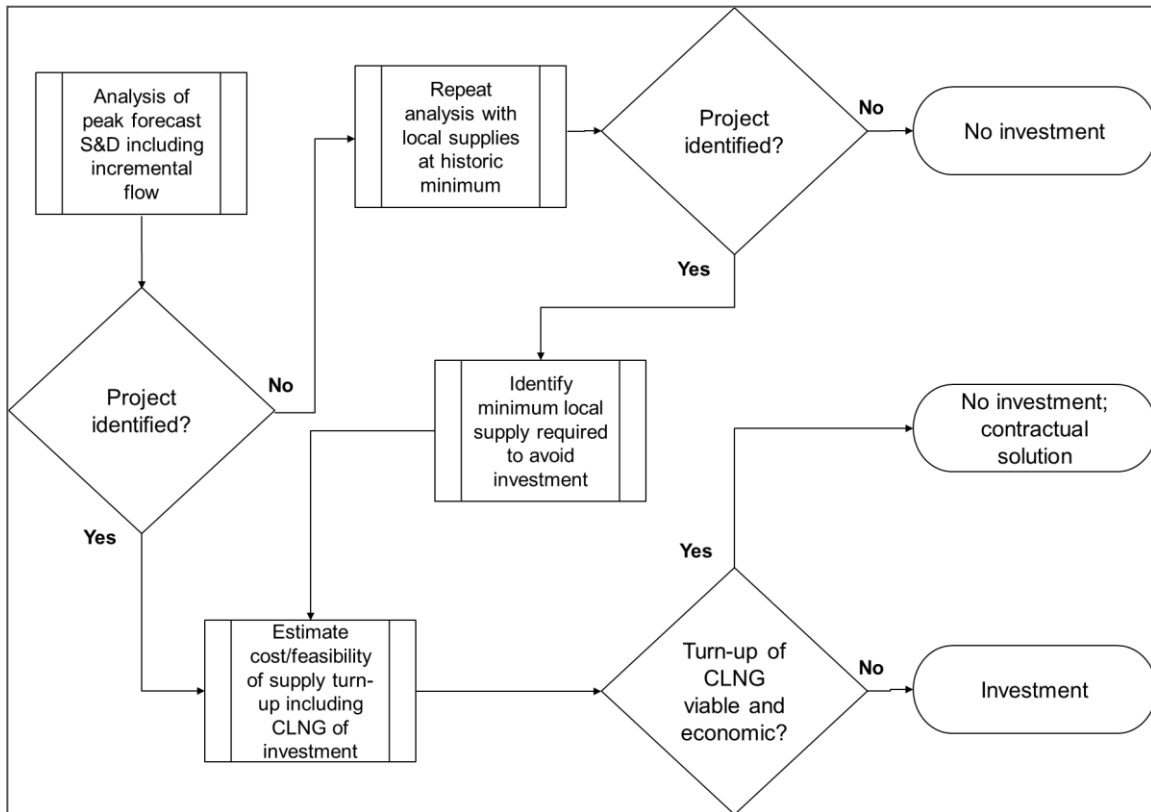 Analysis of
peak forecast
S&D including
incremental
flow
Repeat
analysis with
local supplies
at historic
minimum
Project
identified?
No
No investment
Yes
Project
identified?
No
Yes
Identify
minimum local
supply required
to avoid
investment
No investment;
contractual
solution
Yes
Estimate
cost/feasibility
of supply turn-
up including
CLNG of
investment
Turn-up of
CLNG
viable and
economic?
No
Investment